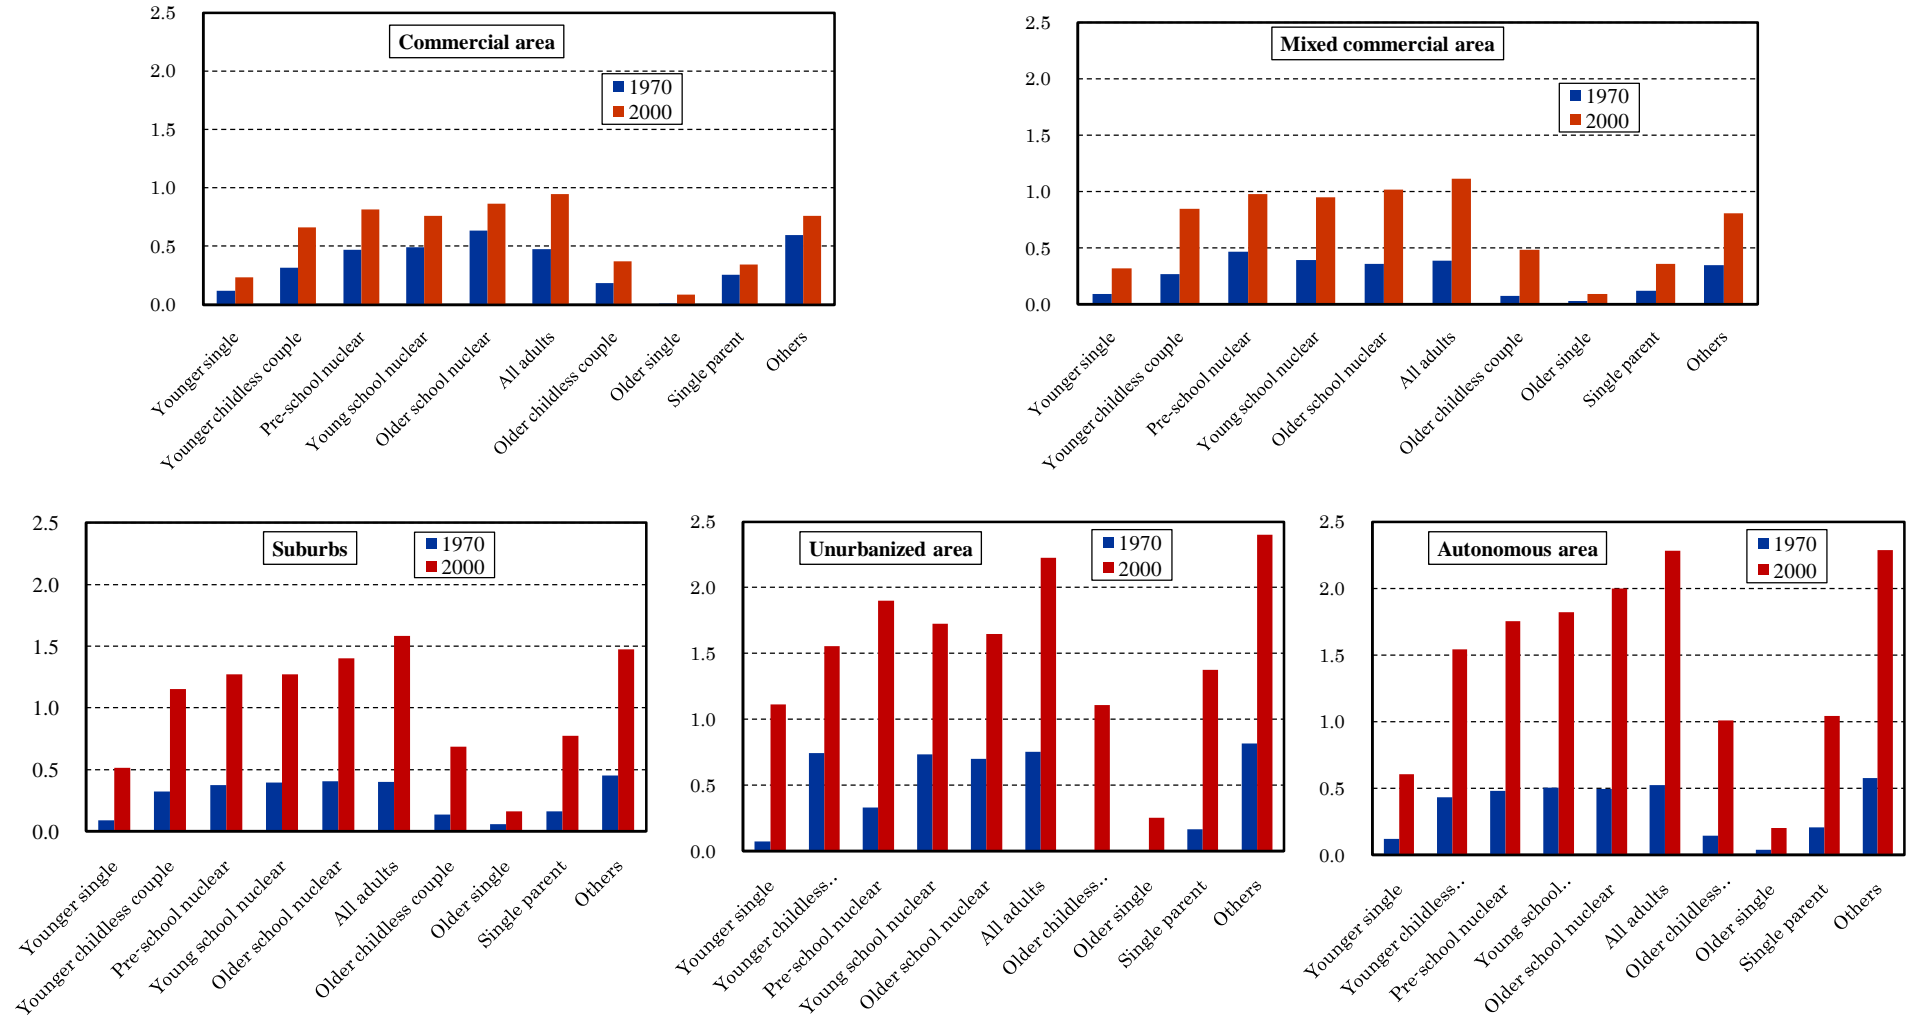 Commercial area
1970
2000
2.5
2.0
1.5
1.0
0.5
0.0
Younger single
Younger childless couple
Pre-school nuclear
Young school nuclear
Older school nuclear
All adults
Older childless couple
Older single
Single parent
Others
Mixed commercial area
1970
2000
2.5
2.0
1.5
1.0
0.5
0.0
Younger single
Younger childless couple
Pre-school nuclear
Young school nuclear
Older school nuclear
All adults
Older childless couple
Older single
Single parent
Others
Suburbs
1970
2000
2.5
2.0
1.5
1.0
0.5
0.0
Younger single
Younger childless couple
Pre-school nuclear
Young school nuclear
Older school nuclear
All adults
Older childless couple
Older single
Single parent
Others
Unurbanized area
1970
2000
2.5
2.0
1.5
1.0
0.5
0.0
Younger single
Younger childless..
Pre-school nuclear
Young school nuclear
Older school nuclear
All adults
Older childless..
Older single
Single parent
Others
Autonomous area
1970
2000
2.5
2.0
1.5
1.0
0.5
0.0
Younger single
Younger childless..
Pre-school nuclear
Young school..
Older school nuclear
All adults
Older childless..
Older single
Single parent
Others